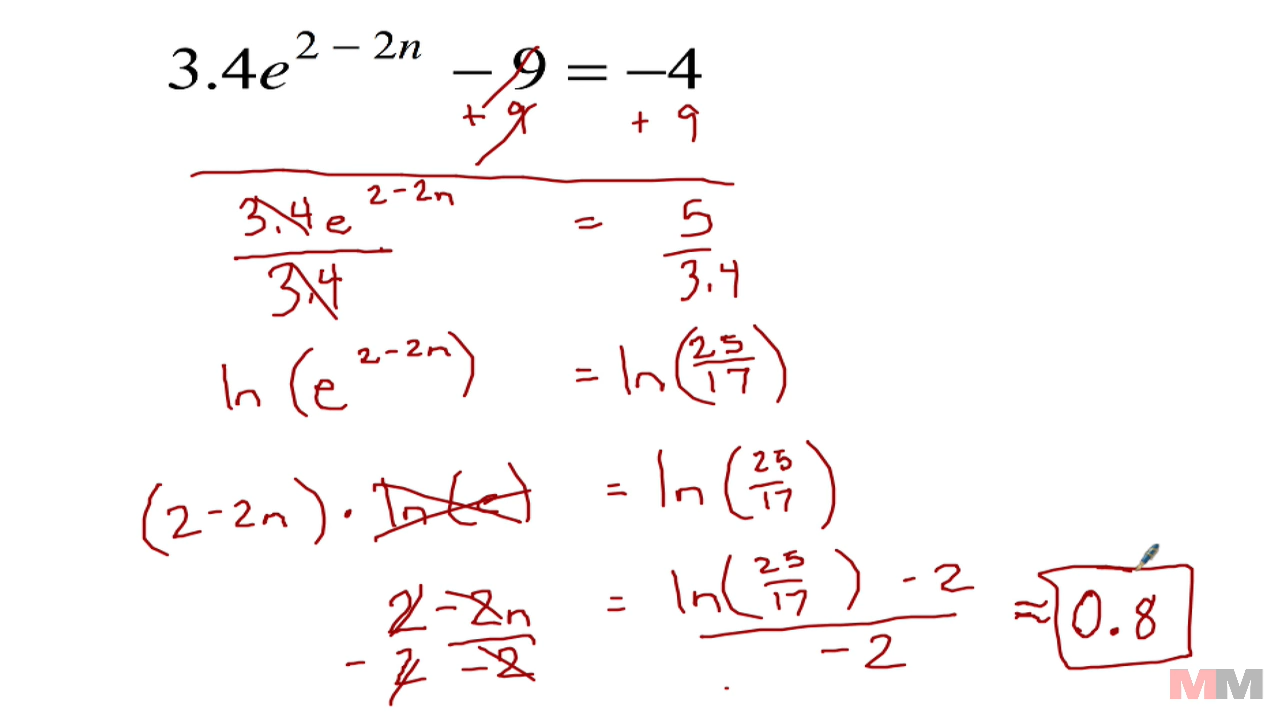 3.4e^{2 − 2n} − 9 = −4
+ 9 + 9
3.4e^{2-2n} / 3.4 = 5 / 3.4
ln (e^{2-2n}) = ln (25/17)
(2-2n) · ln(e) = ln (25/17)
2 -2n = ln (25/17) - 2 ≈ 0.8
- 2 -2 -2
MM